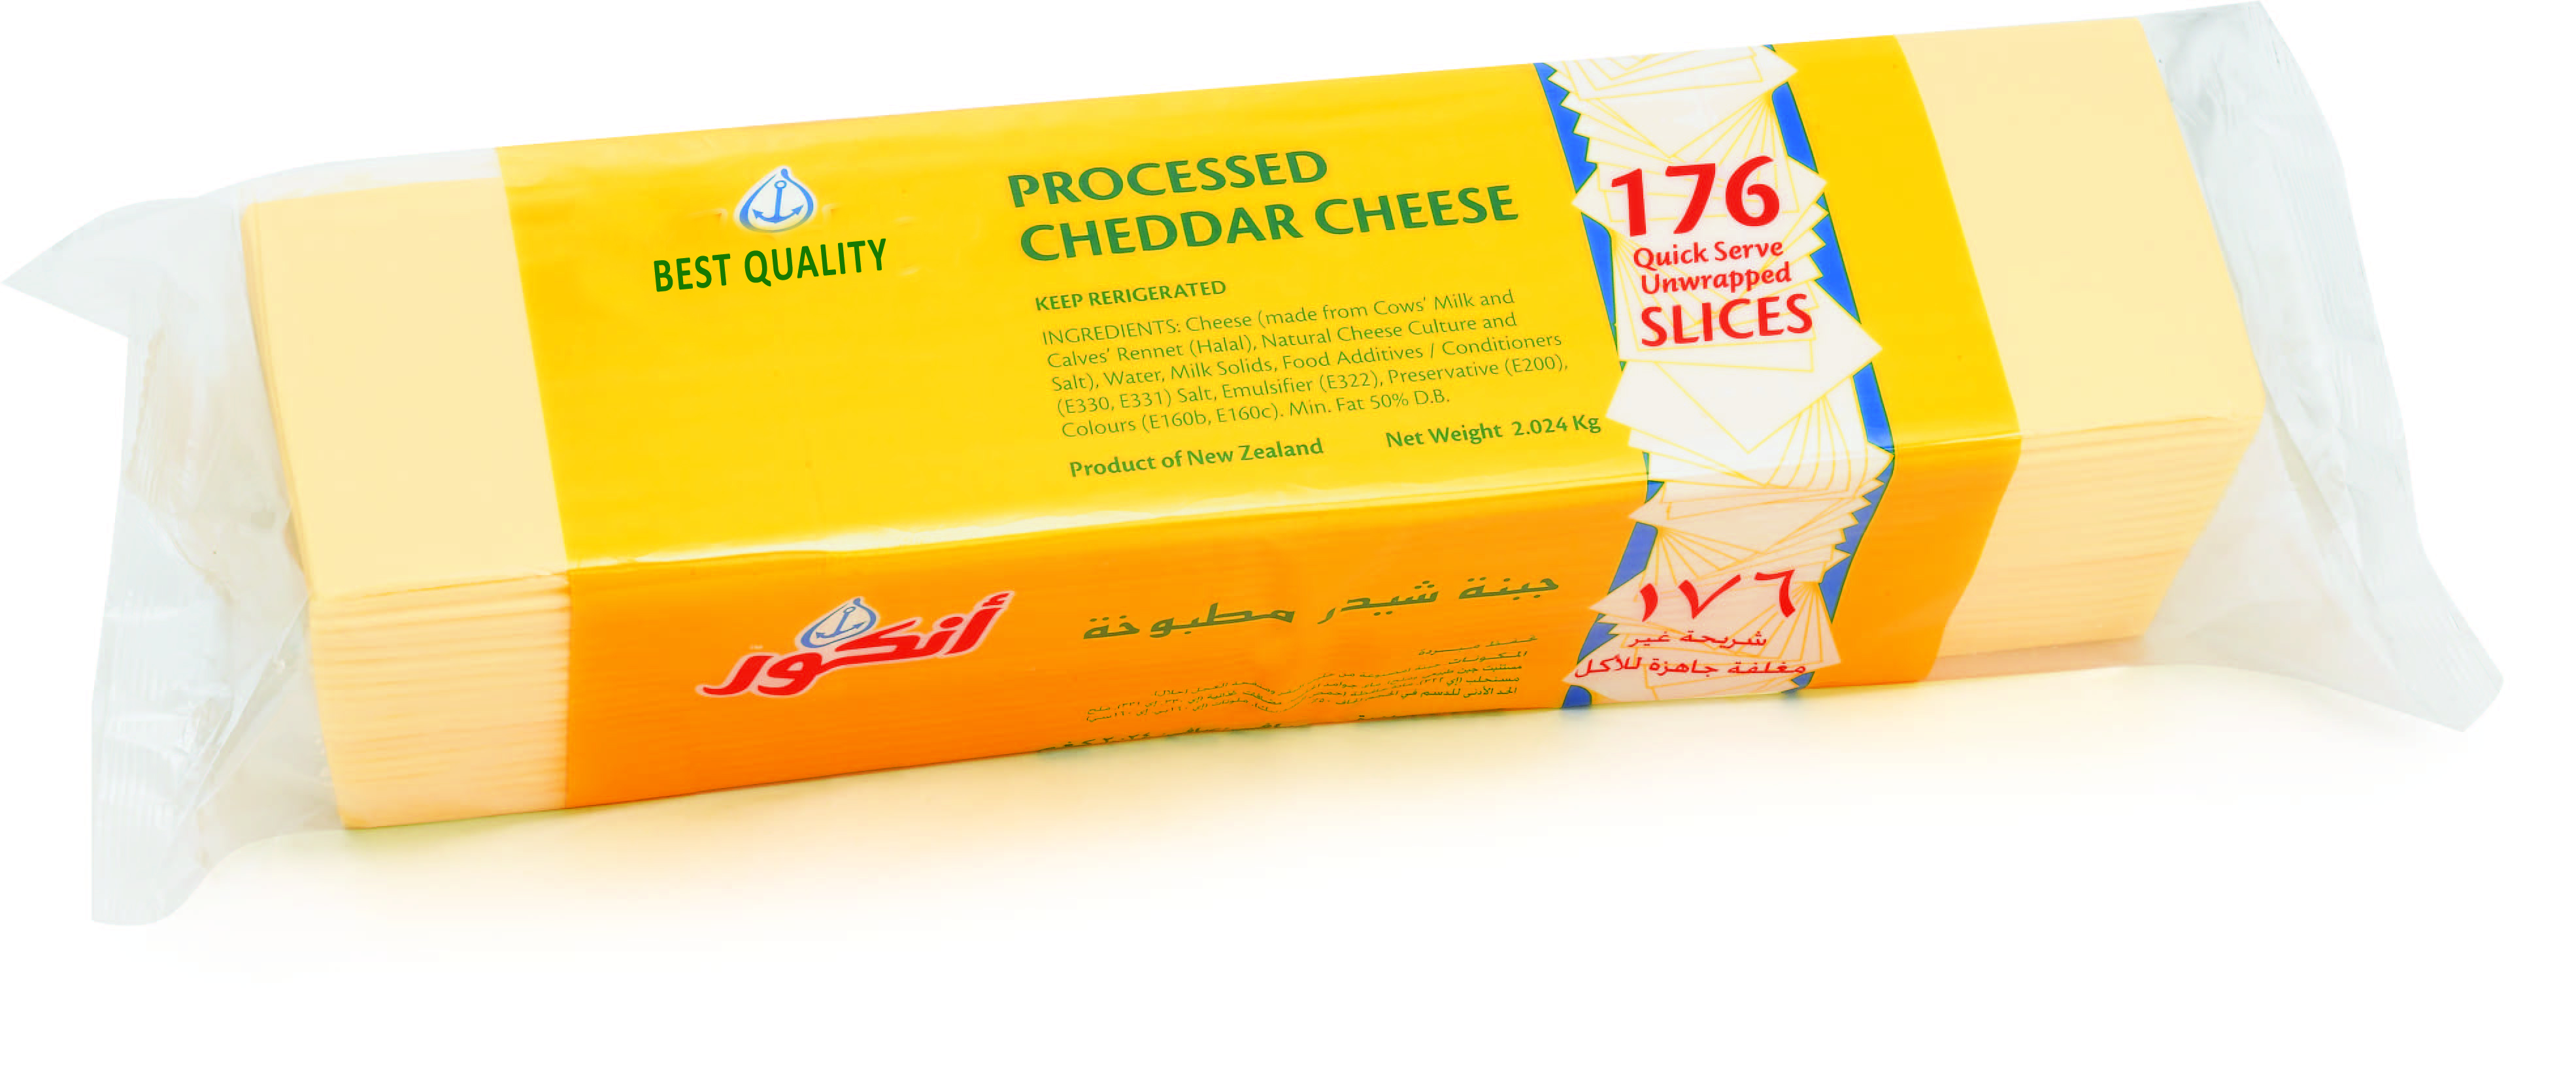 BEST QUALITY
PROCESSED
CHEDDAR CHEESE
KEEP RERIGERATED
INGREDIENTS: Cheese (made from Cows' Milk and
Calves' Rennet (Halal), Natural Cheese Culture and
Salt), Water, Milk Solids, Food Additives / Conditioners
(E330, E331) Salt, Emulsifier (E322), Preservative (E200),
Colours (E160b, E160c). Min. Fat 50% D.B.
Product of New Zealand
Net Weight 2.024 Kg
176
Quick Serve
Unwrapped
SLICES
أنكور
جبنة شيدر مطبوخة
١٧٦
شريحة غير
مغلفة جاهزة للأكل